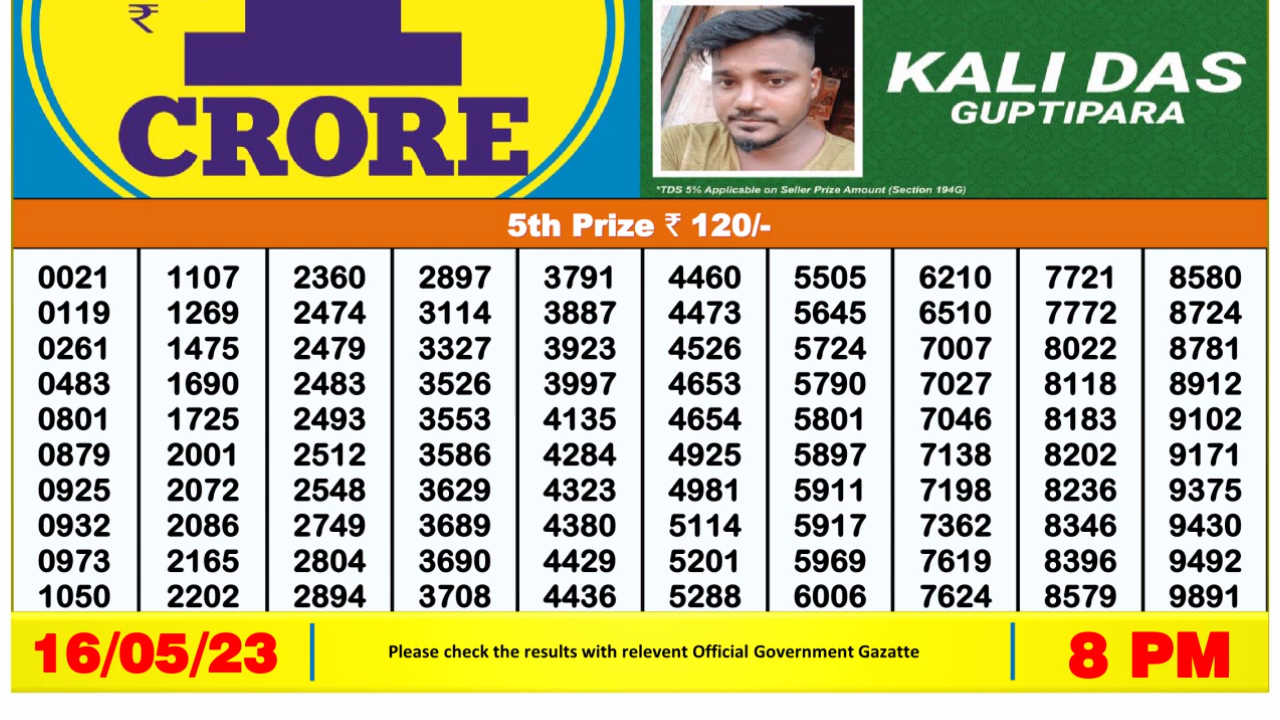 ₹
1
CRORE
KALI DAS
GUPTIPARA
*TDS 5% Applicable on Seller Prize Amount (Section 194G)
5th Prize ₹ 120/-
0021 1107 2360 2897 3791 4460 5505 6210 7721 8580
0119 1269 2474 3114 3887 4473 5645 6510 7772 8724
0261 1475 2479 3327 3923 4526 5724 7007 8022 8781
0483 1690 2483 3526 3997 4653 5790 7027 8118 8912
0801 1725 2493 3553 4135 4654 5801 7046 8183 9102
0879 2001 2512 3586 4284 4925 5897 7138 8202 9171
0925 2072 2548 3629 4323 4981 5911 7198 8236 9375
0932 2086 2749 3689 4380 5114 5917 7362 8346 9430
0973 2165 2804 3690 4429 5201 5969 7619 8396 9492
1050 2202 2894 3708 4436 5288 6006 7624 8579 9891
16/05/23 Please check the results with relevent Official Government Gazatte 8 PM